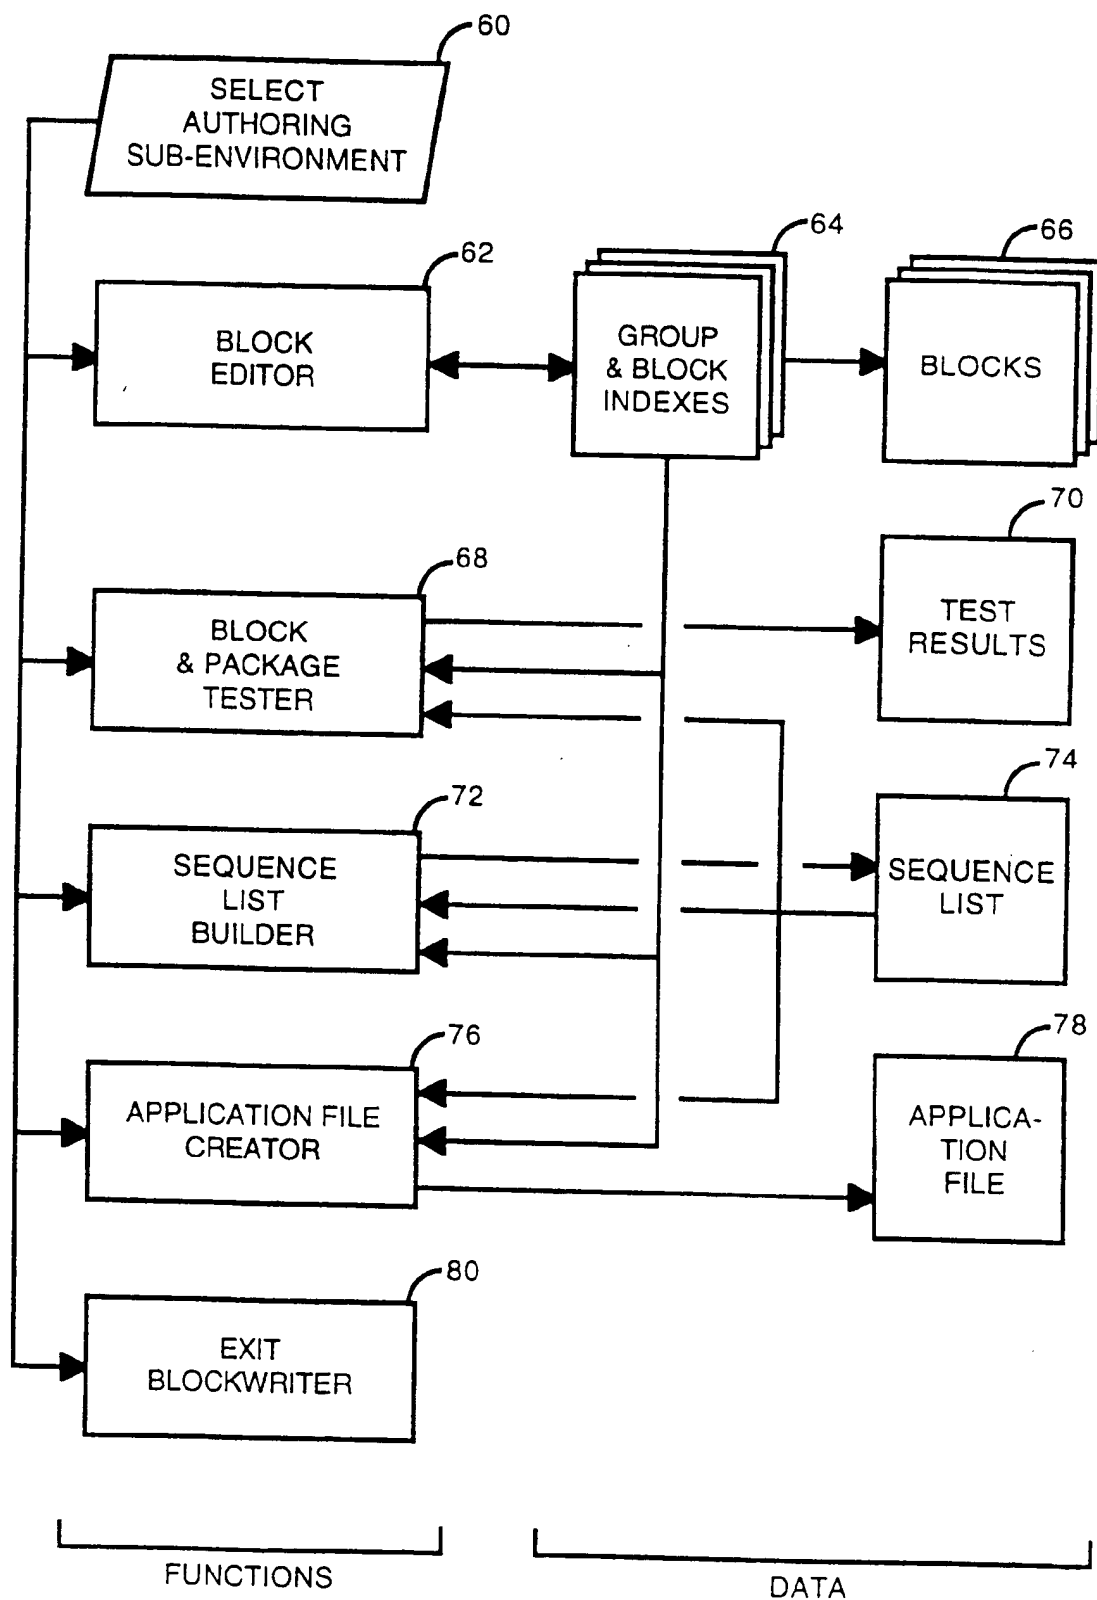 60
SELECT
AUTHORING
SUB-ENVIRONMENT
62
BLOCK
EDITOR
64
GROUP
& BLOCK
INDEXES
66
BLOCKS
68
BLOCK
& PACKAGE
TESTER
70
TEST
RESULTS
72
SEQUENCE
LIST
BUILDER
74
SEQUENCE
LIST
76
APPLICATION FILE
CREATOR
78
APPLICA-
TION
FILE
80
EXIT
BLOCKWRITER
FUNCTIONS
DATA